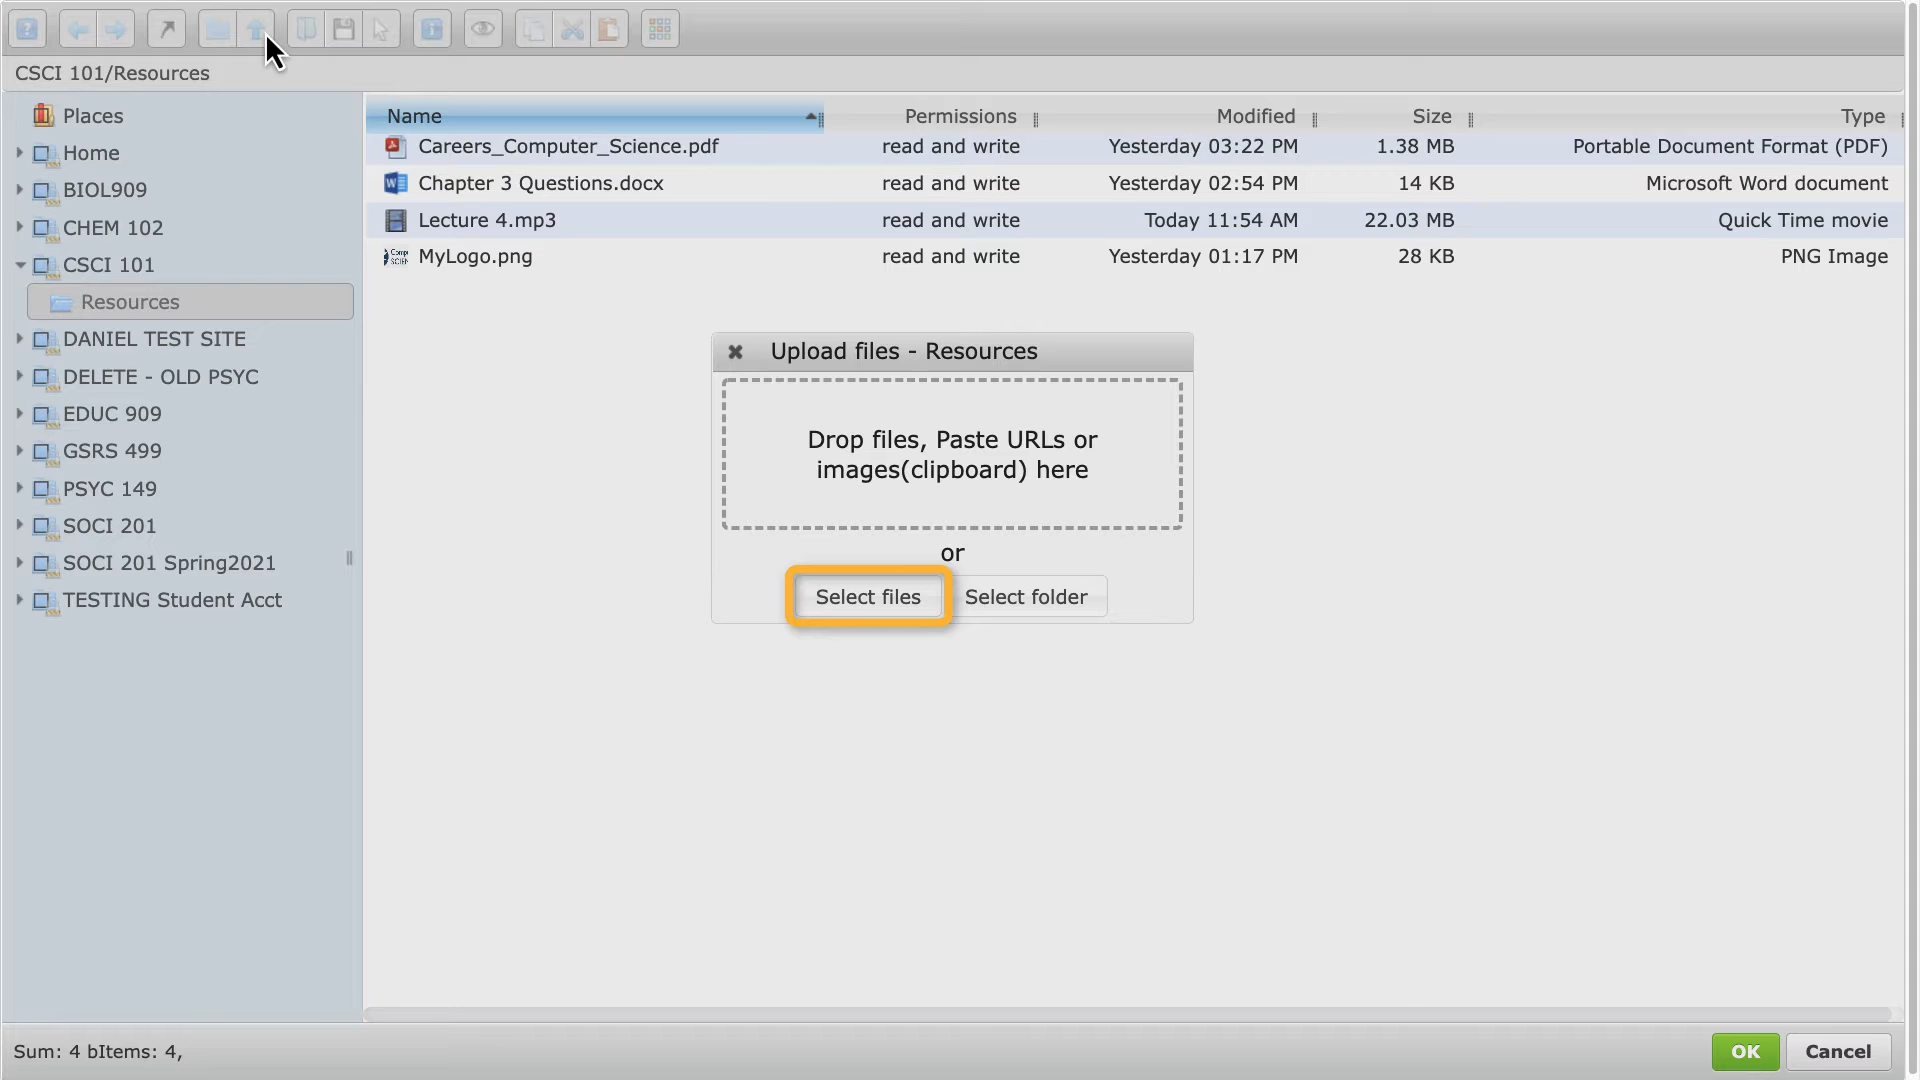 CSCI 101/Resources
Places
Home
BIOL909
CHEM 102
CSCI 101
Resources
DANIEL TEST SITE
DELETE - OLD PSYC
EDUC 909
GSRS 499
PSYC 149
SOCI 201
SOCI 201 Spring2021
TESTING Student Acct
Name Permissions Modified Size Type
Careers_Computer_Science.pdf read and write Yesterday 03:22 PM 1.38 MB Portable Document Format (PDF)
Chapter 3 Questions.docx read and write Yesterday 02:54 PM 14 KB Microsoft Word document
Lecture 4.mp3 read and write Today 11:54 AM 22.03 MB Quick Time movie
MyLogo.png read and write Yesterday 01:17 PM 28 KB PNG Image
Upload files - Resources
Drop files, Paste URLs or
images(clipboard) here
or
Select files Select folder
Sum: 4 bItems: 4,
OK Cancel